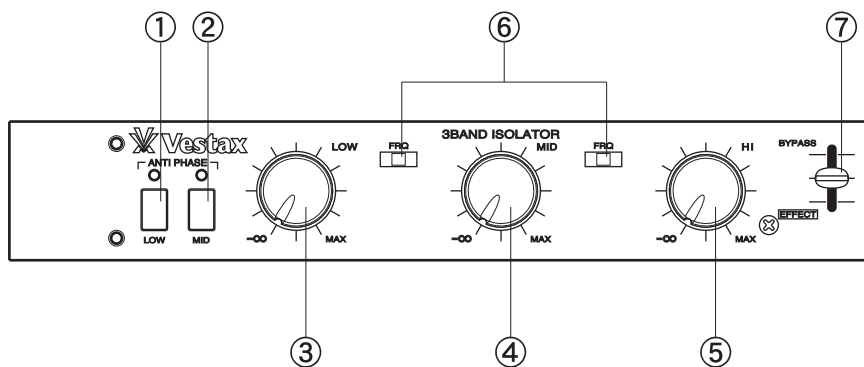 ① ② ⑥ ⑦
Vestax
ANTI PHASE
LOW MID
LOW
-∞ MAX
FRQ
3BAND ISOLATOR
MID
-∞ MAX
FRQ
HI
-∞ MAX
BYPASS
EFFECT
③ ④ ⑤